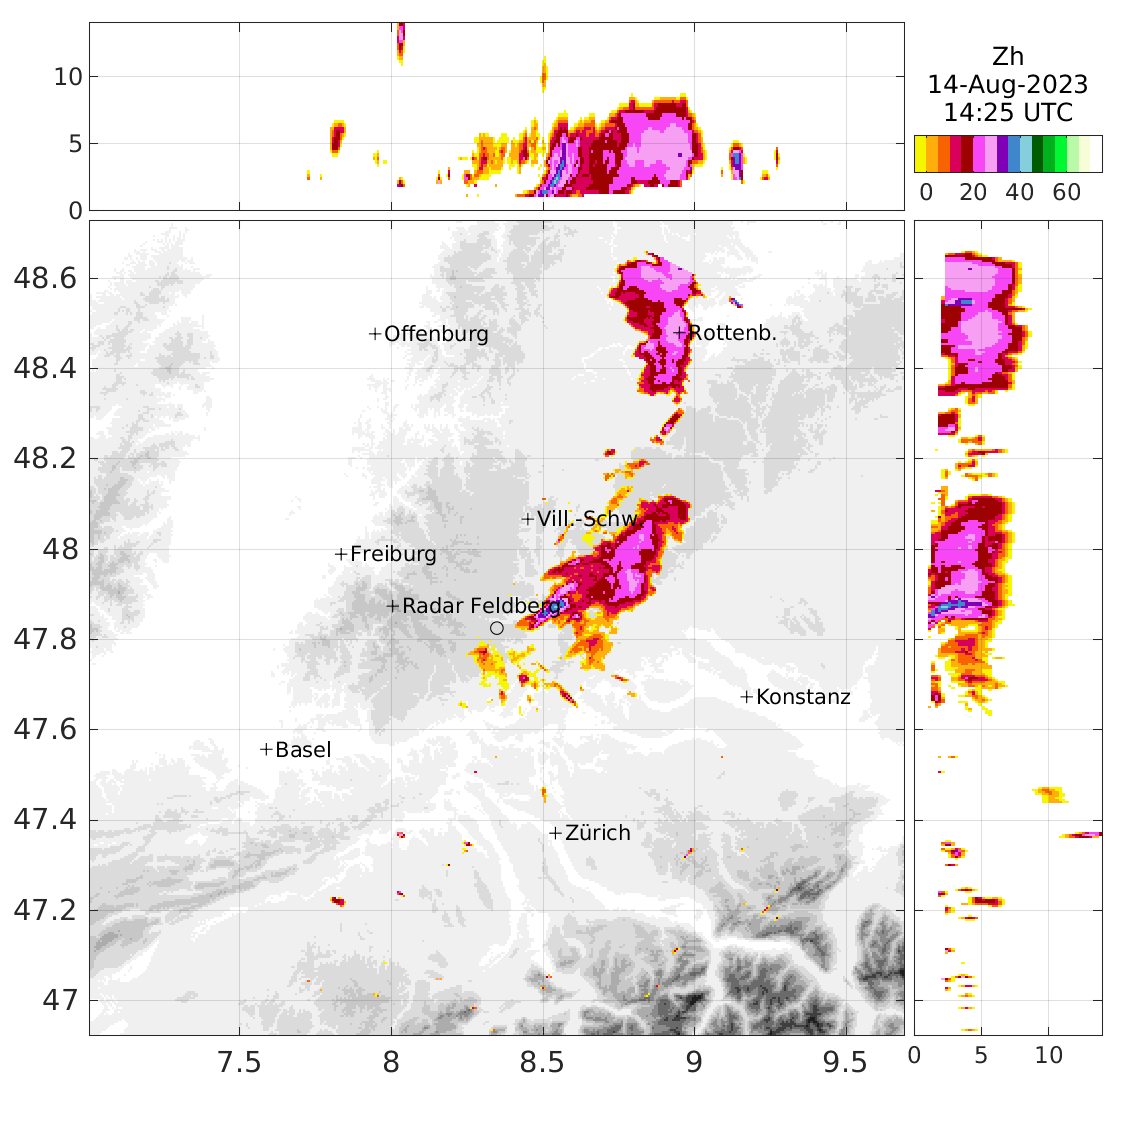 Zh
14-Aug-2023
14:25 UTC
0 20 40 60
10
5
0
48.6
48.4
48.2
48
47.8
47.6
47.4
47.2
47
+Offenburg
+Rottenb.
+Vill.-Schw.
+Freiburg
+Radar Feldberg
+Konstanz
+Basel
+Zürich
7.5 8 8.5 9 9.5
0 5 10